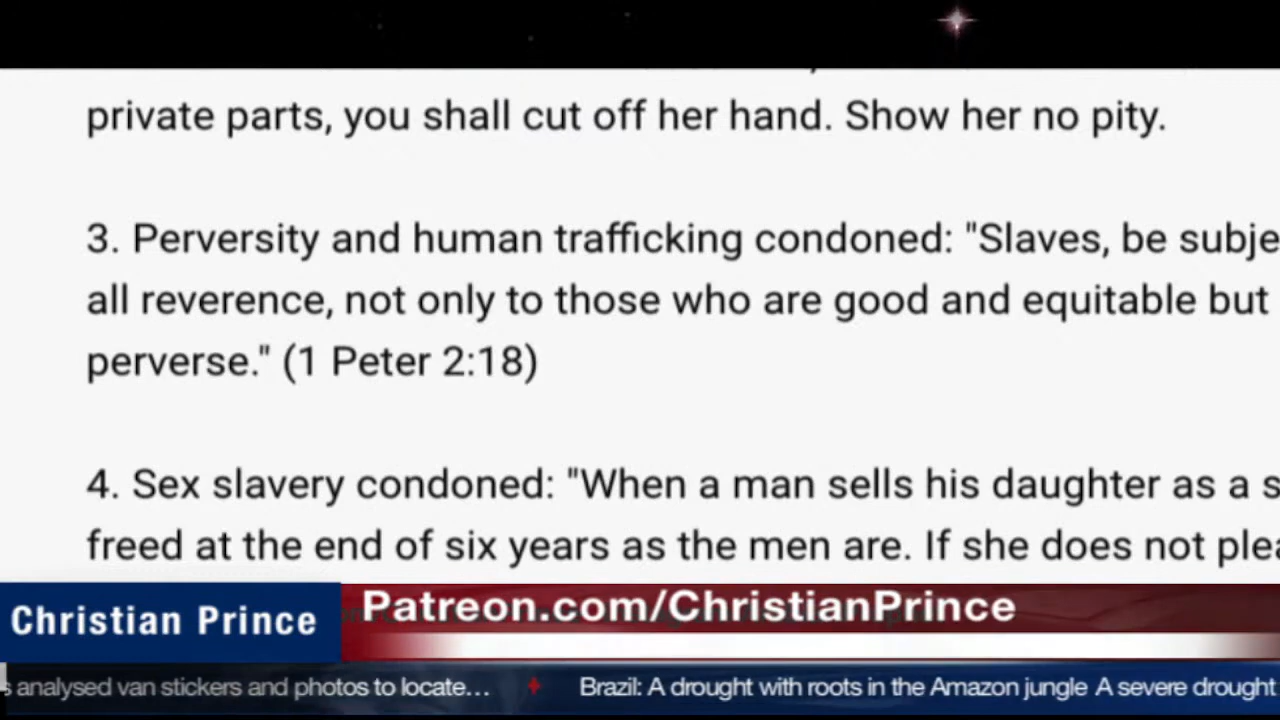 private parts, you shall cut off her hand. Show her no pity.
3. Perversity and human trafficking condoned: "Slaves, be subje
all reverence, not only to those who are good and equitable but
perverse." (1 Peter 2:18)
4. Sex slavery condoned: "When a man sells his daughter as a s
freed at the end of six years as the men are. If she does not plea
Christian Prince
Patreon.com/ChristianPrince
s analysed van stickers and photos to locate...
Brazil: A drought with roots in the Amazon jungle A severe drought